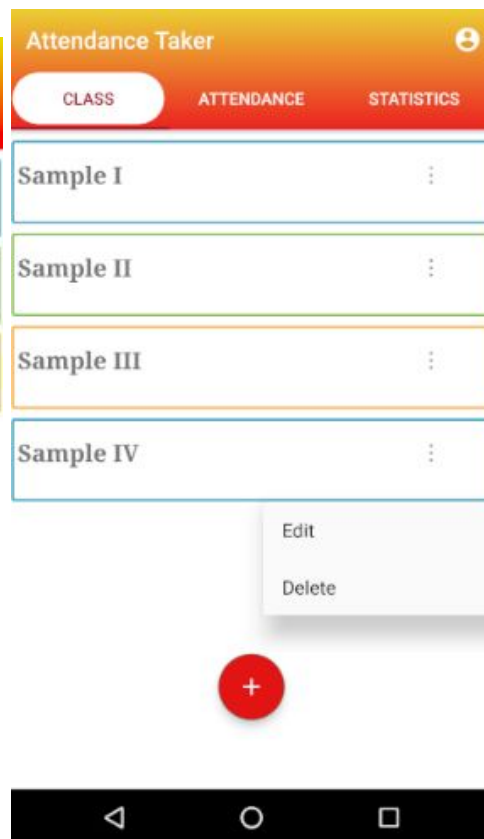 Attendance Taker
CLASS ATTENDANCE STATISTICS
Sample I
Sample II
Sample III
Sample IV
Edit
Delete
+